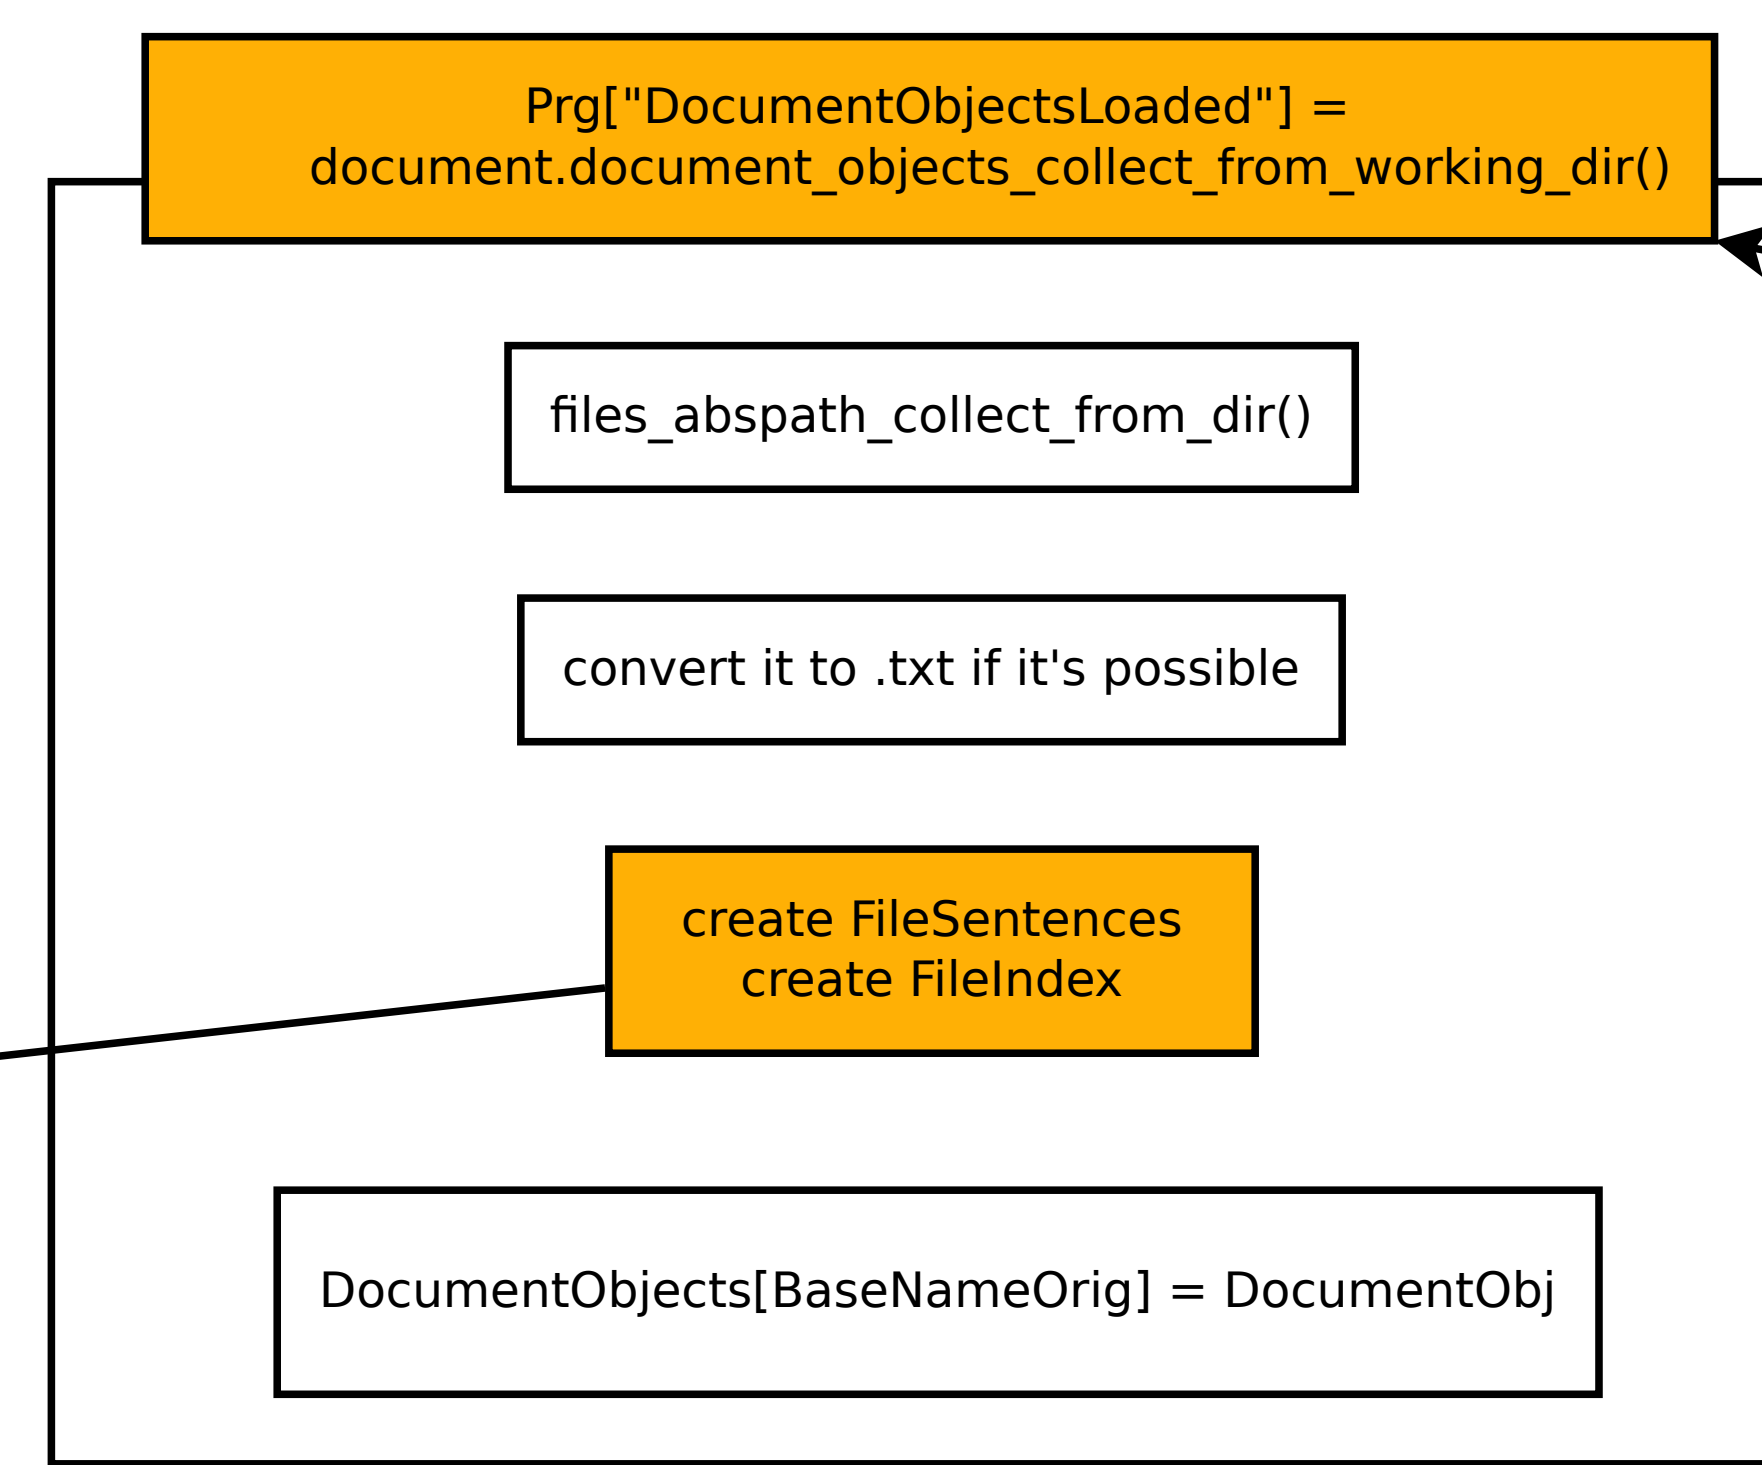 Prg["DocumentObjectsLoaded"] =
document.document_objects_collect_from_working_dir()
files_abspath_collect_from_dir()
convert it to .txt if it's possible
create FileSentences
create FileIndex
DocumentObjects[BaseNameOrig] = DocumentObj